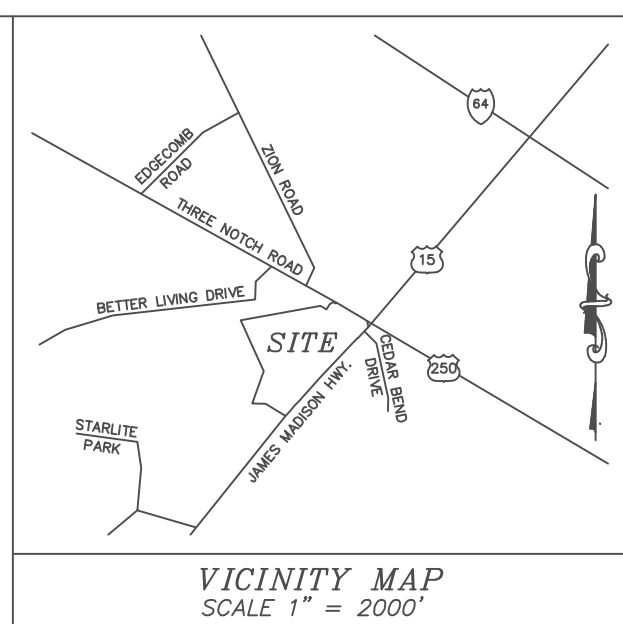 64
EDGECOMB
ROAD
ZION ROAD
THREE NOTCH ROAD
15
BETTER LIVING DRIVE
SITE
CEDAR BEND
DRIVE
250
JAMES MADISON HWY.
STARLITE
PARK
VICINITY MAP
SCALE 1" = 2000'